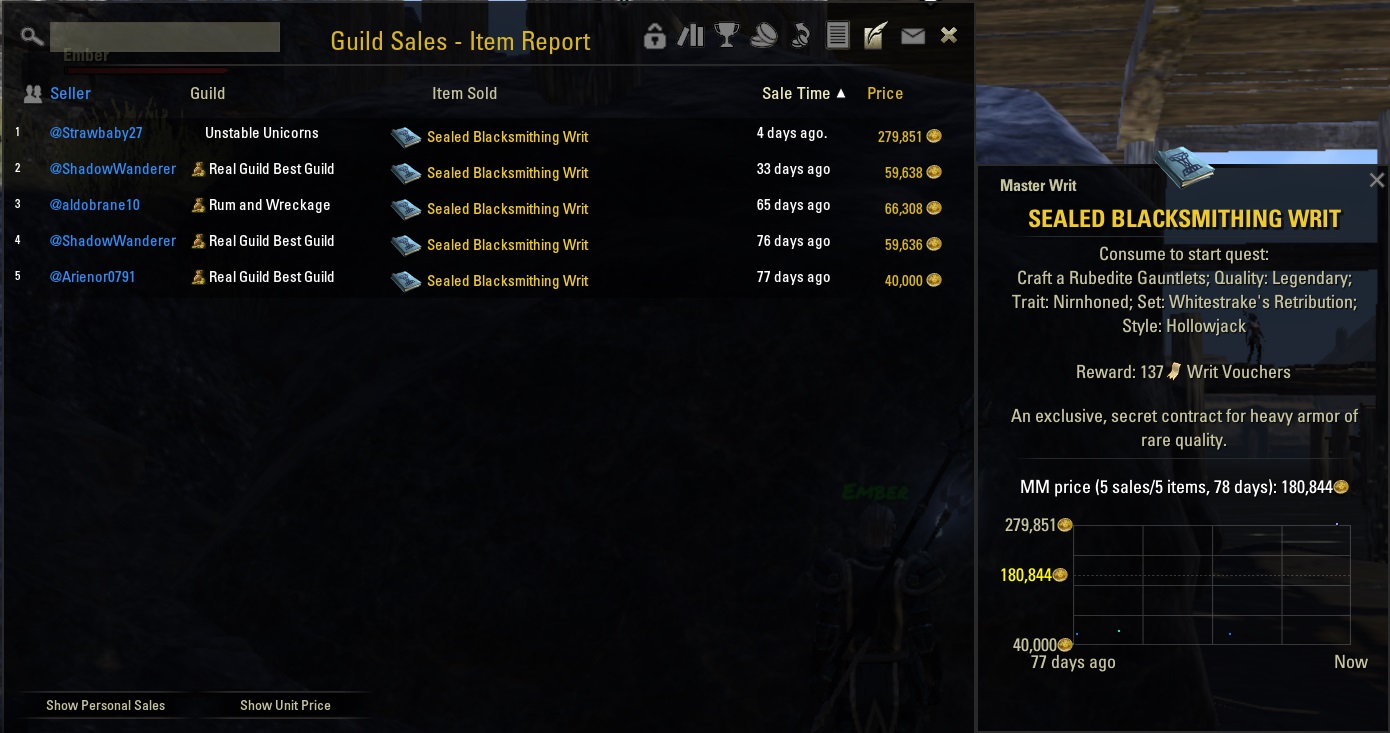 Ember
Guild Sales - Item Report
Seller Guild Item Sold Sale Time ▲ Price
1 @Strawbaby27 Unstable Unicorns Sealed Blacksmithing Writ 4 days ago. 279,851
2 @ShadowWanderer Real Guild Best Guild Sealed Blacksmithing Writ 33 days ago 59,638
3 @aldobrane10 Rum and Wreckage Sealed Blacksmithing Writ 65 days ago 66,308
4 @ShadowWanderer Real Guild Best Guild Sealed Blacksmithing Writ 76 days ago 59,636
5 @Arienor0791 Real Guild Best Guild Sealed Blacksmithing Writ 77 days ago 40,000
Ember
Show Personal Sales Show Unit Price
Master Writ
SEALED BLACKSMITHING WRIT
Consume to start quest:
Craft a Rubedite Gauntlets; Quality: Legendary;
Trait: Nirnhoned; Set: Whitestrake's Retribution;
Style: Hollowjack
Reward: 137 Writ Vouchers
An exclusive, secret contract for heavy armor of
rare quality.
MM price (5 sales/5 items, 78 days): 180,844
279,851
180,844
40,000
77 days ago Now